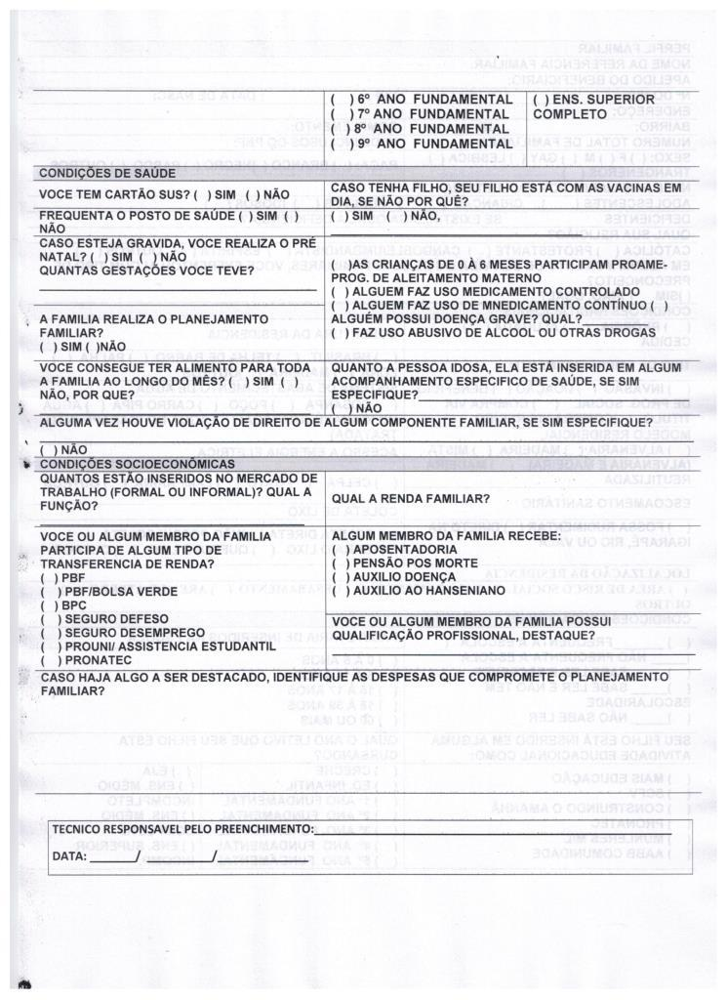 ( ) 6º ANO FUNDAMENTAL
( ) 7º ANO FUNDAMENTAL
( ) 8º ANO FUNDAMENTAL
( ) 9º ANO FUNDAMENTAL
( ) ENS. SUPERIOR
COMPLETO
CONDIÇÕES DE SAÚDE
VOCE TEM CARTÃO SUS? ( ) SIM ( ) NÃO
CASO TENHA FILHO, SEU FILHO ESTÁ COM AS VACINAS EM
DIA, SE NÃO POR QUÊ?
( ) SIM ( ) NÃO,
FREQUENTA O POSTO DE SAÚDE ( ) SIM ( )
NÃO
CASO ESTEJA GRAVIDA, VOCE REALIZA O PRÉ
NATAL? ( ) SIM ( ) NÃO
QUANTAS GESTAÇÕES VOCE TEVE?
A FAMILIA REALIZA O PLANEJAMENTO
FAMILIAR?
( ) SIM ( )NÃO
( )AS CRIANÇAS DE 0 À 6 MESES PARTICIPAM PROAME-
PROG. DE ALEITAMENTO MATERNO
( ) ALGUEM FAZ USO MEDICAMENTO CONTROLADO
( ) ALGUEM FAZ USO DE MNEDICAMENTO CONTÍNUO ( )
ALGUÉM POSSUI DOENÇA GRAVE? QUAL?
( ) FAZ USO ABUSIVO DE ALCOOL OU OTRAS DROGAS
VOCE CONSEGUE TER ALIMENTO PARA TODA
A FAMILIA AO LONGO DO MÊS? ( ) SIM ( )
NÃO, POR QUE?
QUANTO A PESSOA IDOSA, ELA ESTÁ INSERIDA EM ALGUM
ACOMPANHAMENTO ESPECIFICO DE SAÚDE, SE SIM
ESPECIFIQUE?
( ) NÃO
ALGUMA VEZ HOUVE VIOLAÇÃO DE DIREITO DE ALGUM COMPONENTE FAMILIAR, SE SIM ESPECIFIQUE?
( ) NÃO
CONDIÇÕES SOCIOECONÔMICAS
QUANTOS ESTÃO INSERIDOS NO MERCADO DE
TRABALHO (FORMAL OU INFORMAL)? QUAL A
FUNÇÃO?
QUAL A RENDA FAMILIAR?
VOCE OU ALGUM MEMBRO DA FAMILIA
PARTICIPA DE ALGUM TIPO DE
TRANSFERENCIA DE RENDA?
( ) PBF
( ) PBF/BOLSA VERDE
( ) BPC
( ) SEGURO DEFESO
( ) SEGURO DESEMPREGO
( ) PROUNI/ ASSISTENCIA ESTUDANTIL
( ) PRONATEC
ALGUM MEMBRO DA FAMILIA RECEBE:
( ) APOSENTADORIA
( ) PENSÃO POS MORTE
( ) AUXILIO DOENÇA
( ) AUXILIO AO HANSENIANO
VOCE OU ALGUM MEMBRO DA FAMILIA POSSUI
QUALIFICAÇÃO PROFISSIONAL, DESTAQUE?
CASO HAJA ALGO A SER DESTACADO, IDENTIFIQUE AS DESPESAS QUE COMPROMETE O PLANEJAMENTO
FAMILIAR?
TECNICO RESPONSAVEL PELO PREENCHIMENTO:
DATA: ______/__________/______________